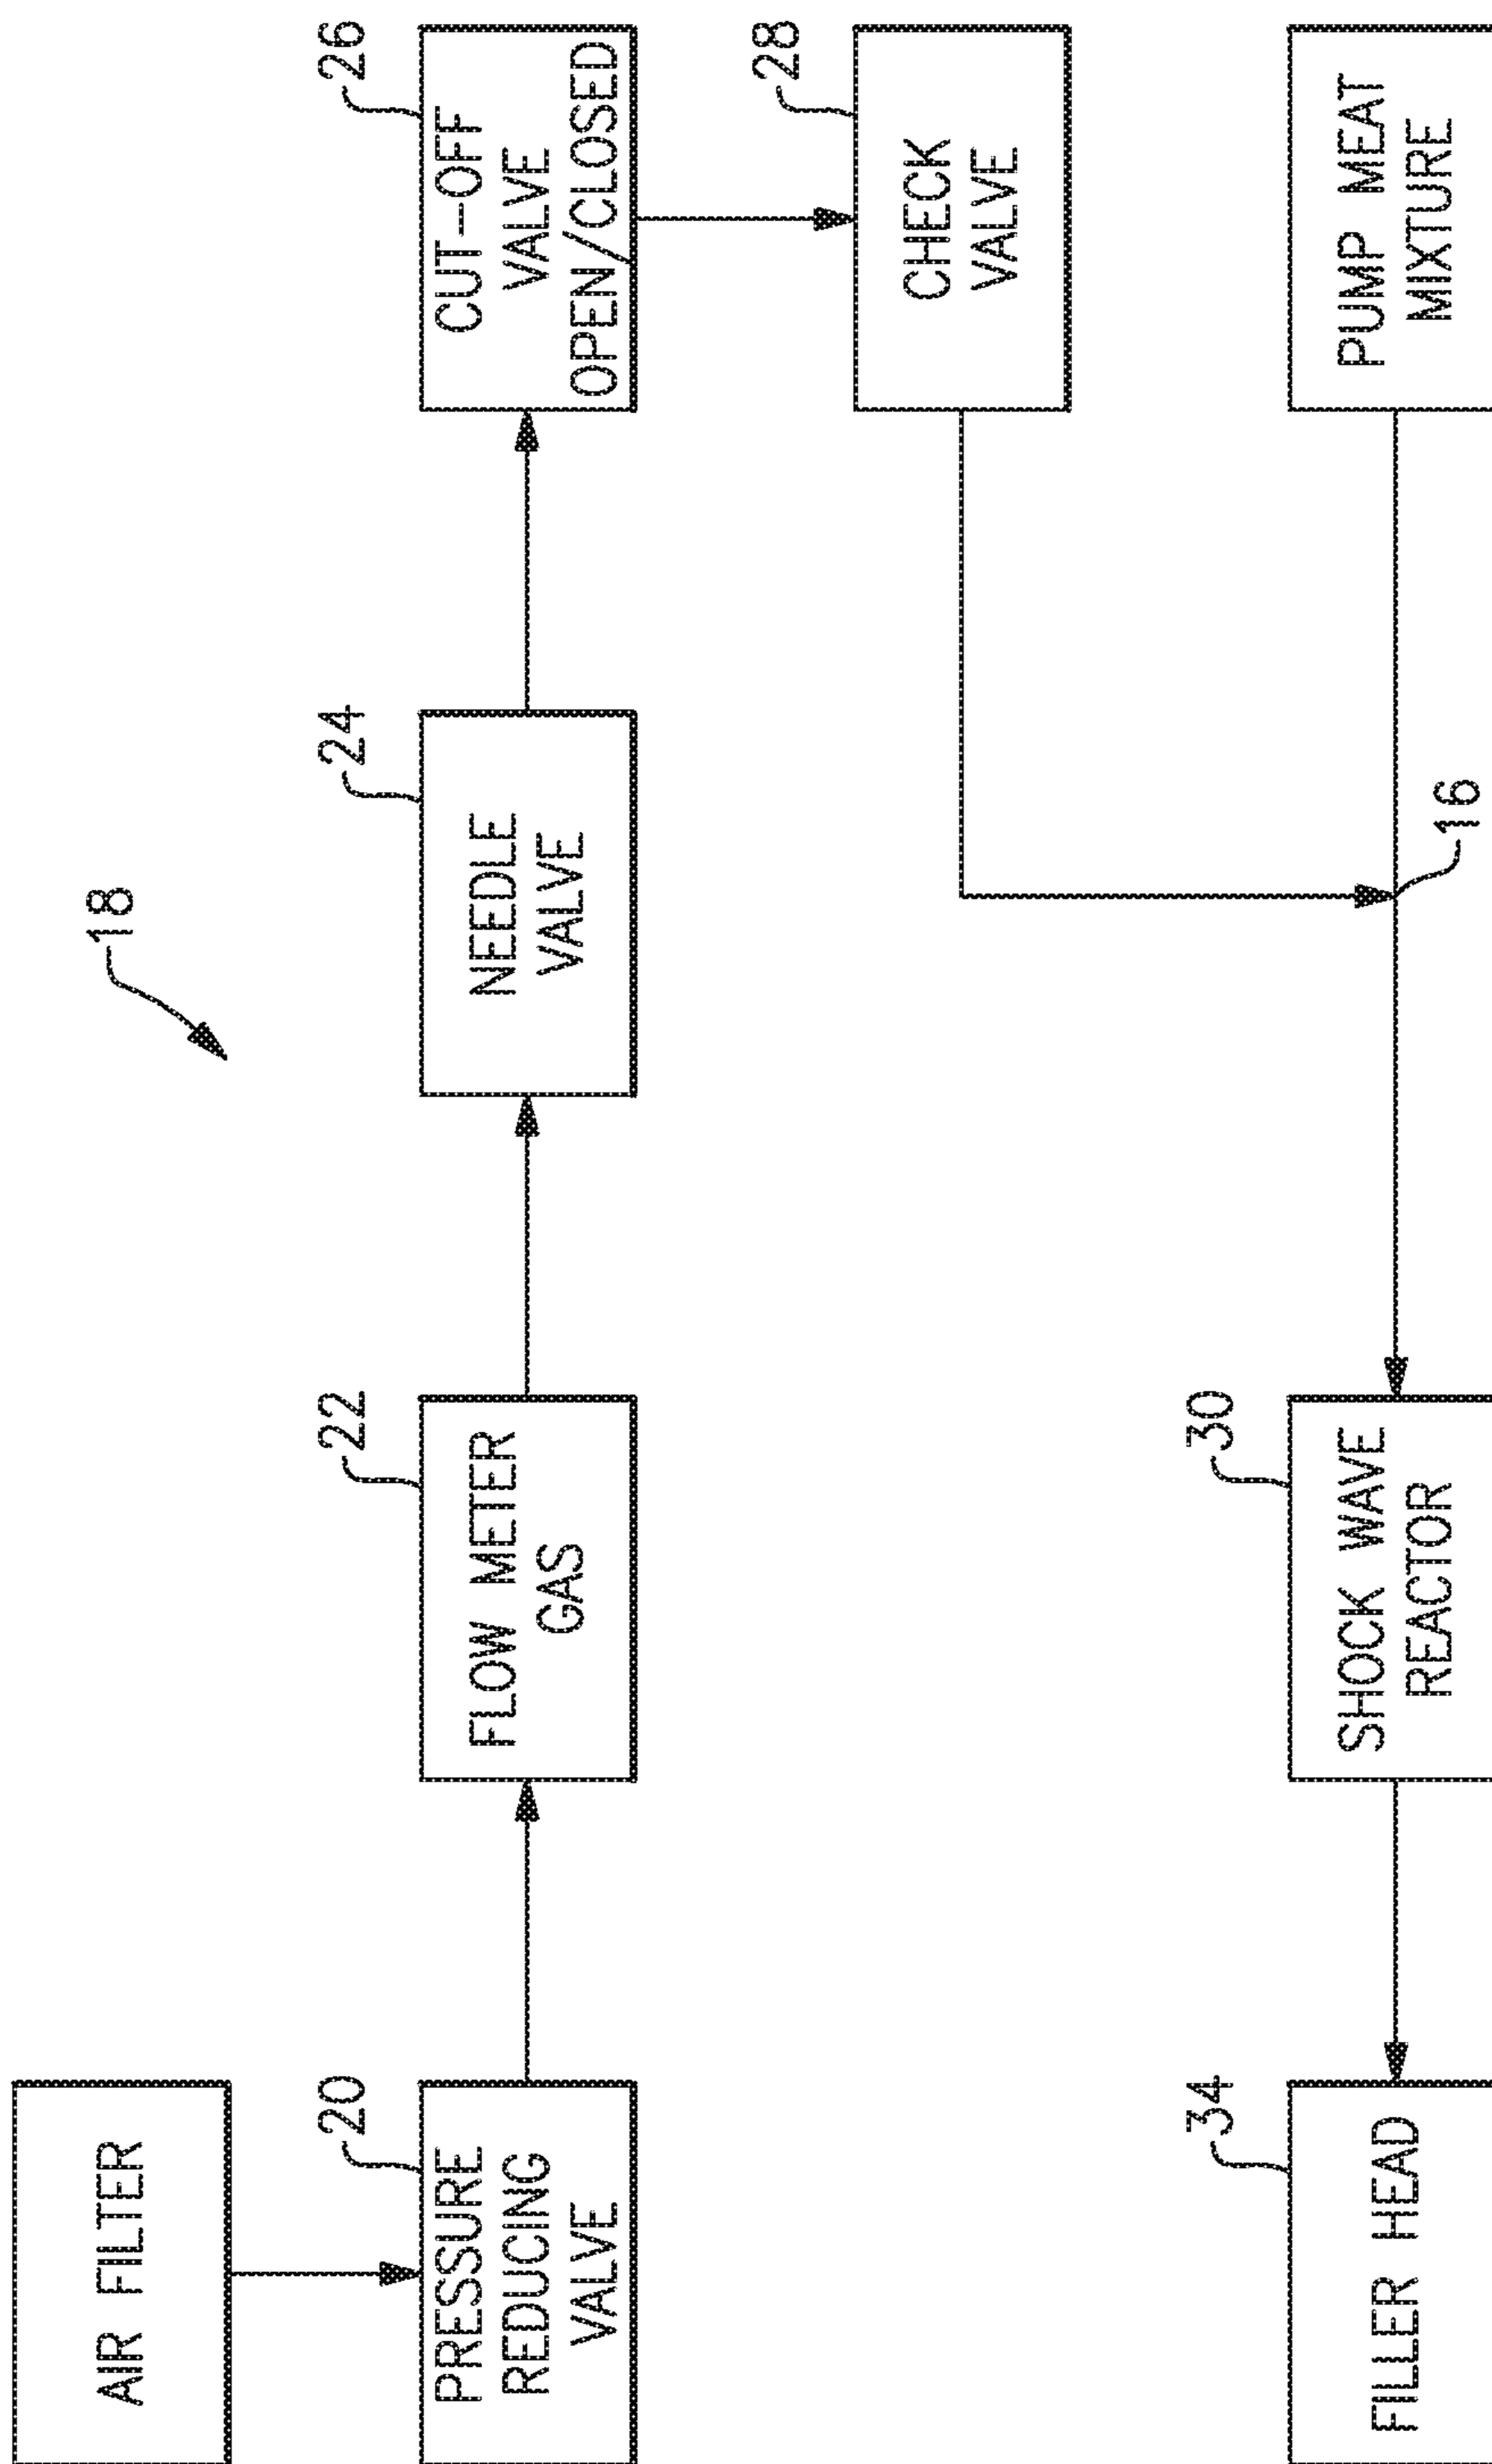 AIR FILTER
18
20
PRESSURE
REDUCING
VALVE
22
FLOW METER
GAS
24
NEEDLE
VALVE
26
CUT-OFF
VALVE
OPEN/CLOSED
28
CHECK
VALVE
34
FILLER HEAD
30
SHOCK WAVE
REACTOR
16
PUMP MEAT
MIXTURE